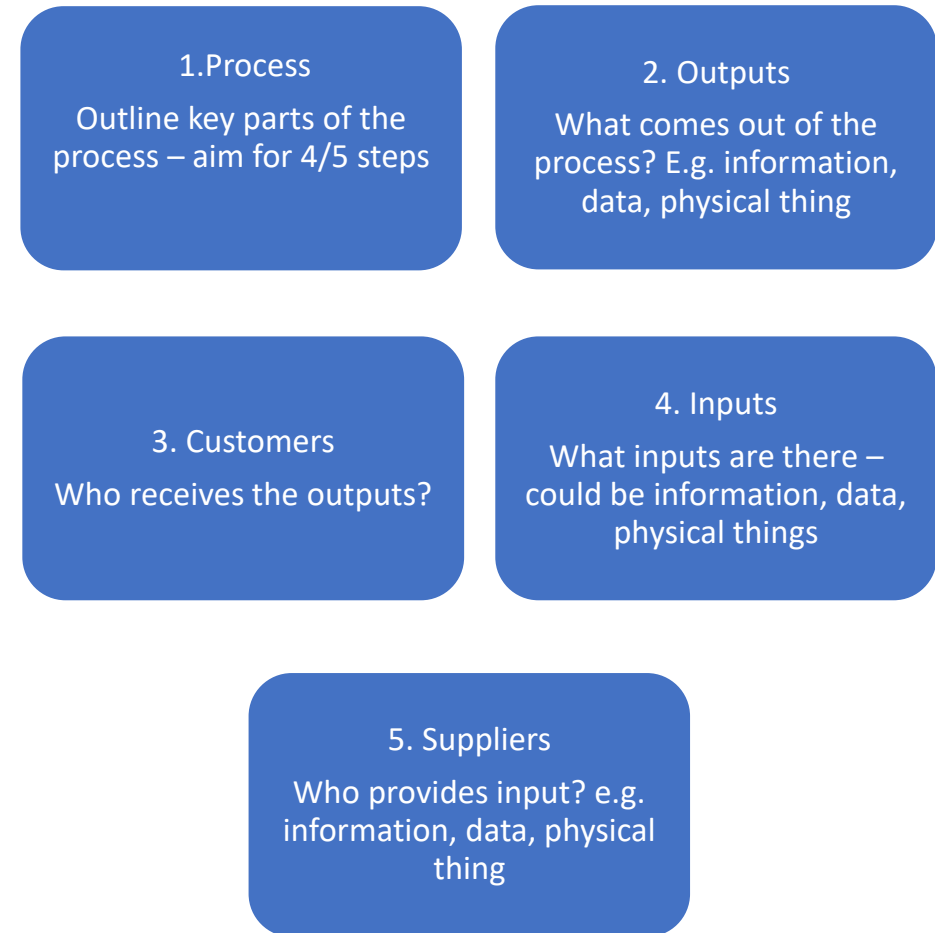 1.Process
Outline key parts of the
process – aim for 4/5 steps
2. Outputs
What comes out of the
process? E.g. information,
data, physical thing
3. Customers
Who receives the outputs?
4. Inputs
What inputs are there –
could be information, data,
physical things
5. Suppliers
Who provides input? e.g.
information, data, physical
thing